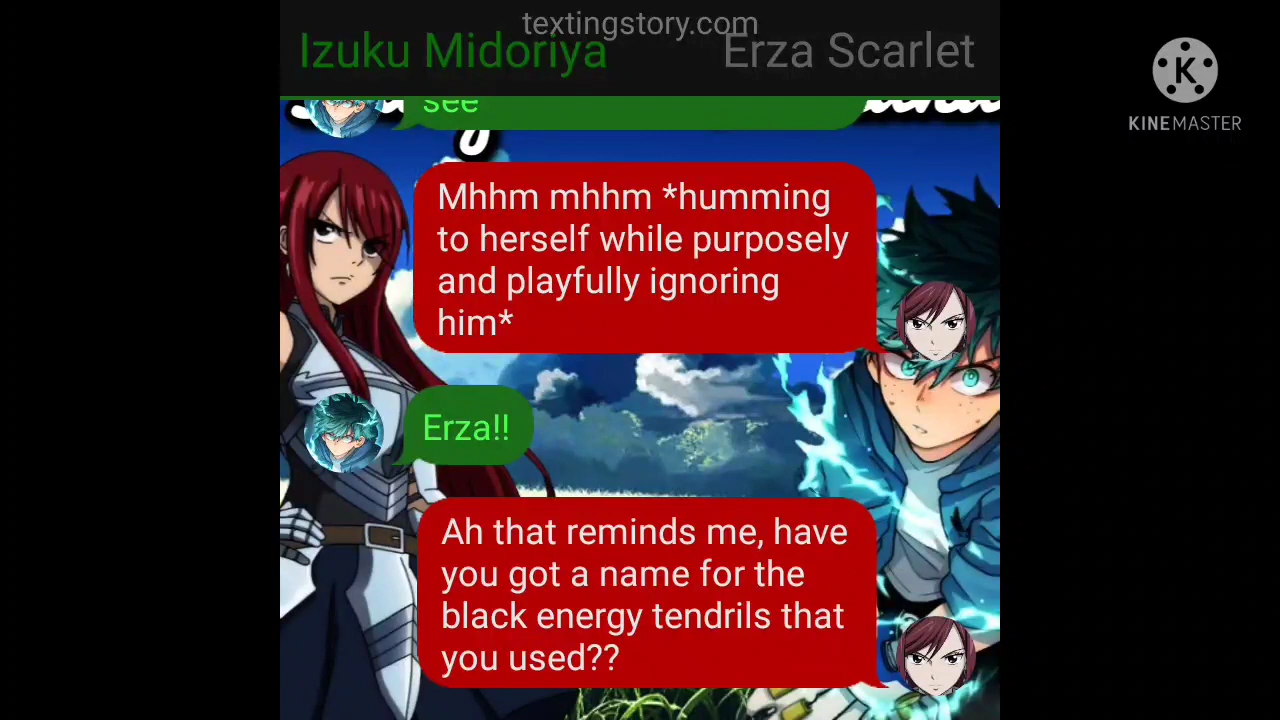 textingstory.com
Izuku Midoriya
Erza Scarlet
K
KINEMASTER
see
Mhhm mhhm *humming
to herself while purposely
and playfully ignoring
him*
Erza!!
Ah that reminds me, have
you got a name for the
black energy tendrils that
you used??